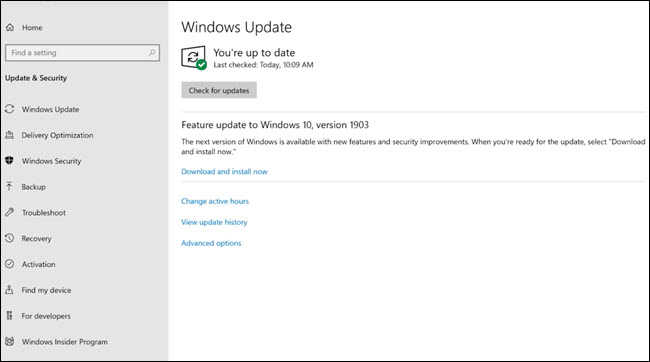 Home
Find a setting
Update & Security
Windows Update
Delivery Optimization
Windows Security
Backup
Troubleshoot
Recovery
Activation
Find my device
For developers
Windows Insider Program
Windows Update
You're up to date
Last checked: Today, 10:09 AM
Check for updates
Feature update to Windows 10, version 1903
The next version of Windows is available with new features and security improvements. When you're ready for the update, select "Download
and install now."
Download and install now
Change active hours
View update history
Advanced options